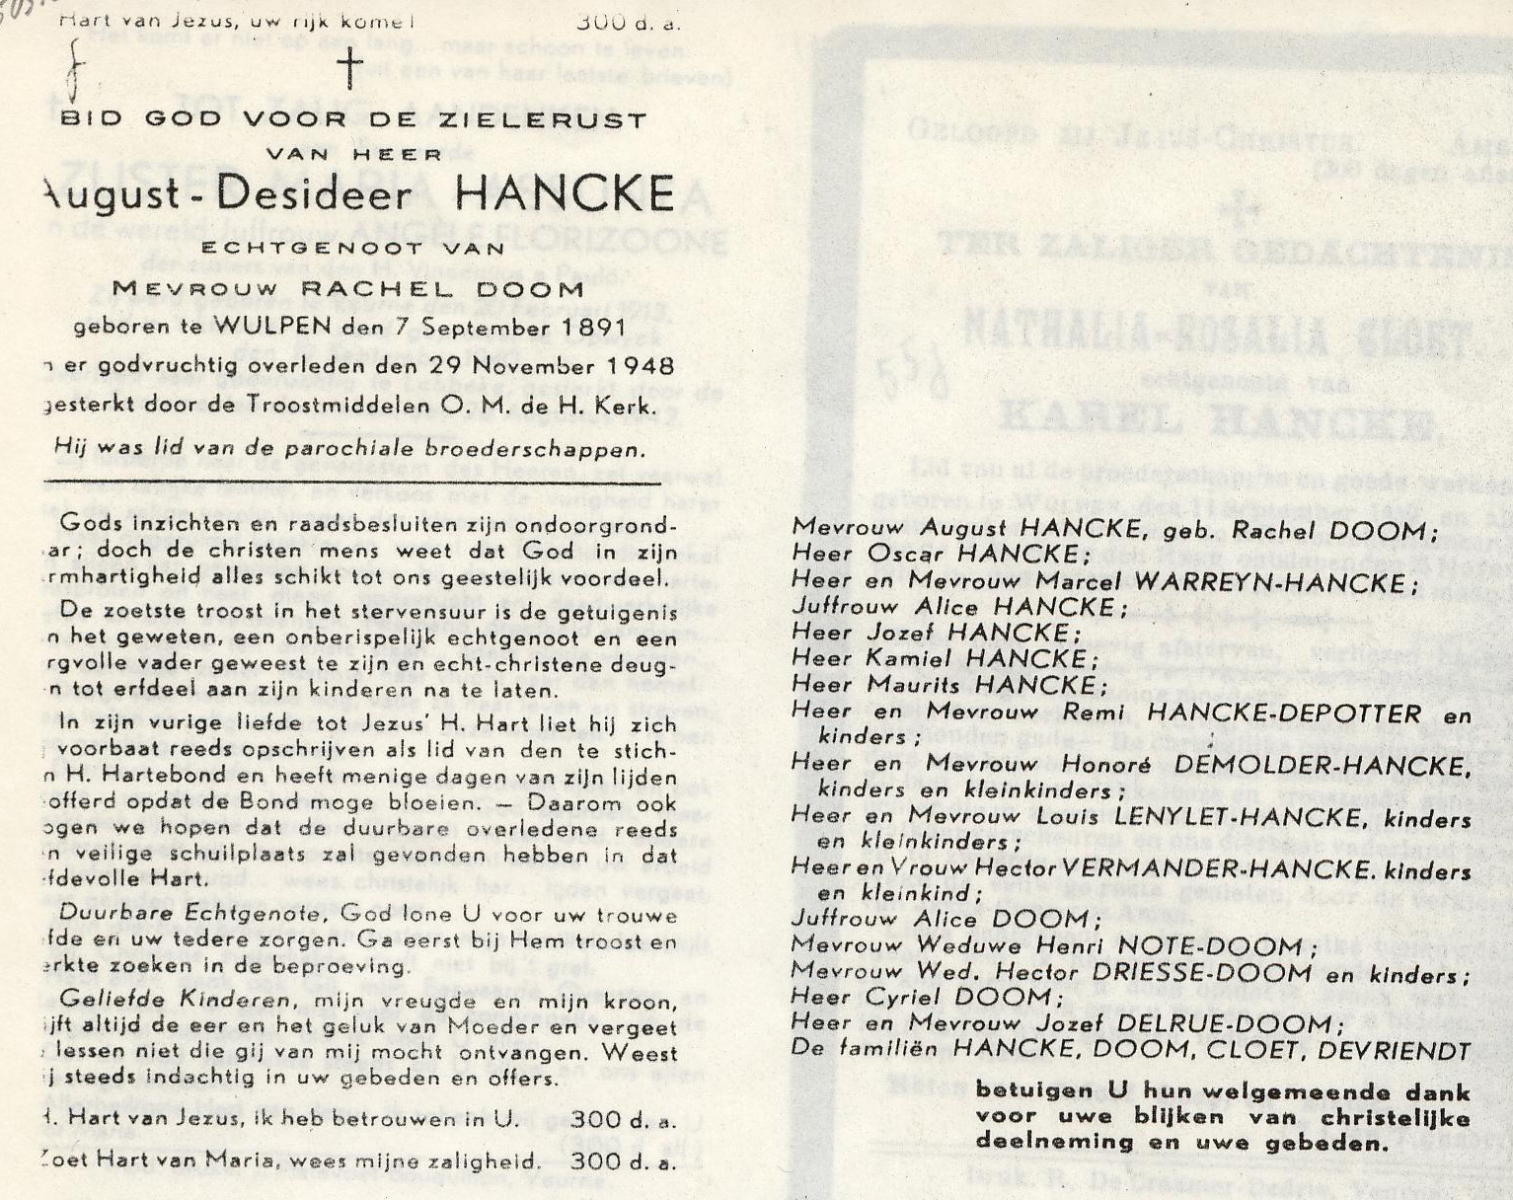 Hart van Jezus, uw rijk kome! 300 d. a.
BID GOD VOOR DE ZIELERUST
VAN HEER
August-Desideer HANCKE
ECHTGENOOT VAN
MEVROUW RACHEL DOOM
geboren te WULPEN den 7 September 1891
n er godvruchtig overleden den 29 November 1948
gesterkt door de Troostmiddelen O. M. de H. Kerk.
Hij was lid van de parochiale broederschappen.
Gods inzichten en raadsbesluiten zijn ondoorgrond-
ar; doch de christen mens weet dat God in zijn
rmhartigheid alles schikt tot ons geestelijk voordeel.
De zoetste troost in het stervensuur is de getuigenis
n het geweten, een onberispelijk echtgenoot en een
rgvolle vader geweest te zijn en echt-christene deug-
n tot erfdeel aan zijn kinderen na te laten.
In zijn vurige liefde tot Jezus' H. Hart liet hij zich
voorbaat reeds opschrijven als lid van den te stich-
n H. Hartebond en heeft menige dagen van zijn lijden
offerd opdat de Bond moge bloeien. — Daarom ook
ogen we hopen dat de duurbare overledene reeds
n veilige schuilplaats zal gevonden hebben in dat
fdevolle Hart.
Duurbare Echtgenote, God lone U voor uw trouwe
fde en uw tedere zorgen. Ga eerst bij Hem troost en
erkte zoeken in de beproeving.
Geliefde Kinderen, mijn vreugde en mijn kroon,
ijft altijd de eer en het geluk van Moeder en vergeet
lessen niet die gij van mij mocht ontvangen. Weest
ij steeds indachtig in uw gebeden en offers.
H. Hart van Jezus, ik heb betrouwen in U. 300 d. a.
Zoet Hart van Maria, wees mijne zaligheid. 300 d. a.
Mevrouw August HANCKE, geb. Rachel DOOM;
Heer Oscar HANCKE;
Heer en Mevrouw Marcel WARREYN-HANCKE;
Juffrouw Alice HANCKE;
Heer Jozef HANCKE;
Heer Kamiel HANCKE;
Heer Maurits HANCKE;
Heer en Mevrouw Remi HANCKE-DEPOTTER en
kinders;
Heer en Mevrouw Honoré DEMOLDER-HANCKE,
kinders en kleinkinders;
Heer en Mevrouw Louis LENYLET-HANCKE, kinders
en kleinkinders;
Heer en Vrouw Hector VERMANDER-HANCKE. kinders
en kleinkind;
Juffrouw Alice DOOM;
Mevrouw Weduwe Henri NOTE-DOOM;
Mevrouw Wed. Hector DRIESSE-DOOM en kinders;
Heer Cyriel DOOM;
Heer en Mevrouw Jozef DELRUE-DOOM;
De familiën HANCKE, DOOM, CLOET, DEVRIENDT
betuigen U hun welgemeende dank
voor uwe blijken van christelijke
deelneming en uwe gebeden.